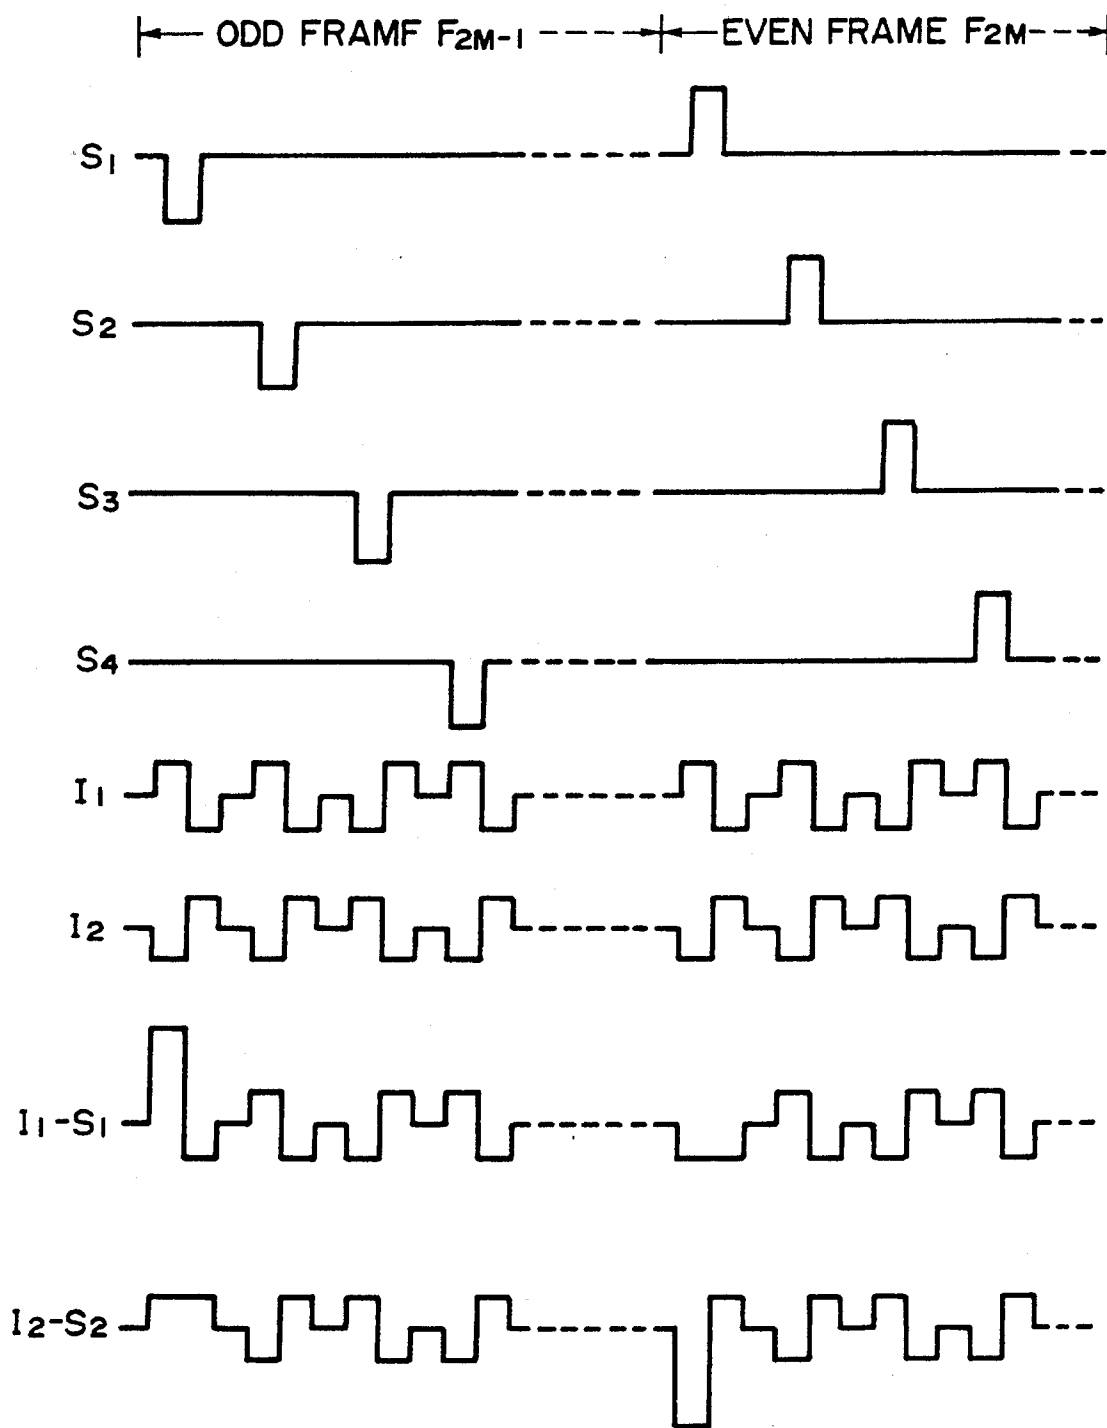 ODD FRAMF F2M-1 EVEN FRAME F2M
S1
S2
S3
S4
I1
I2
I1-S1
I2-S2